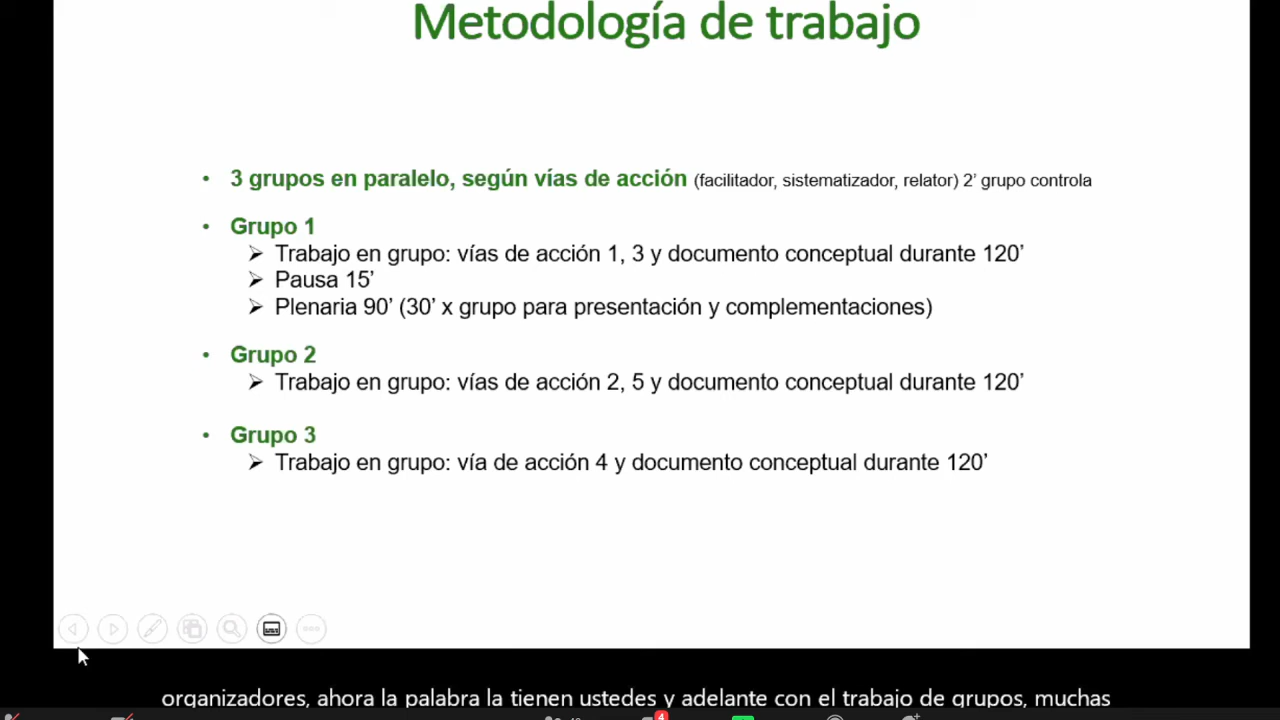 Metodología de trabajo
• 3 grupos en paralelo, según vías de acción (facilitador, sistematizador, relator) 2’ grupo controla
• Grupo 1
➢ Trabajo en grupo: vías de acción 1, 3 y documento conceptual durante 120’
➢ Pausa 15’
➢ Plenaria 90’ (30’ x grupo para presentación y complementaciones)
• Grupo 2
➢ Trabajo en grupo: vías de acción 2, 5 y documento conceptual durante 120’
• Grupo 3
➢ Trabajo en grupo: vía de acción 4 y documento conceptual durante 120’
organizadores, ahora la palabra la tienen ustedes y adelante con el trabajo de grupos, muchas
4